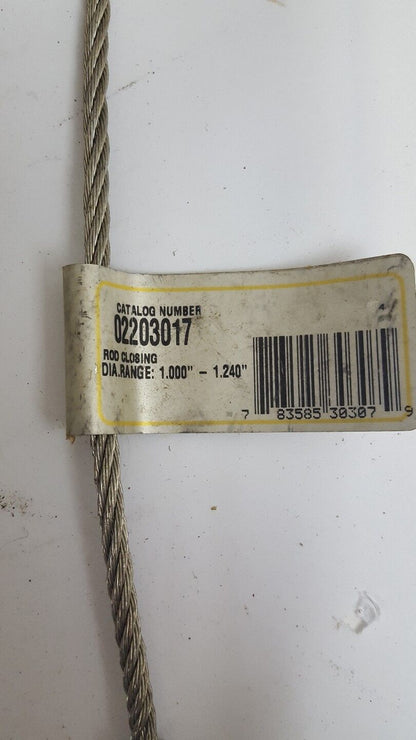 CATALOG NUMBER
02203017
ROD CLOSING
DIA.RANGE: 1.000" - 1.240"
7 83585 30307 9